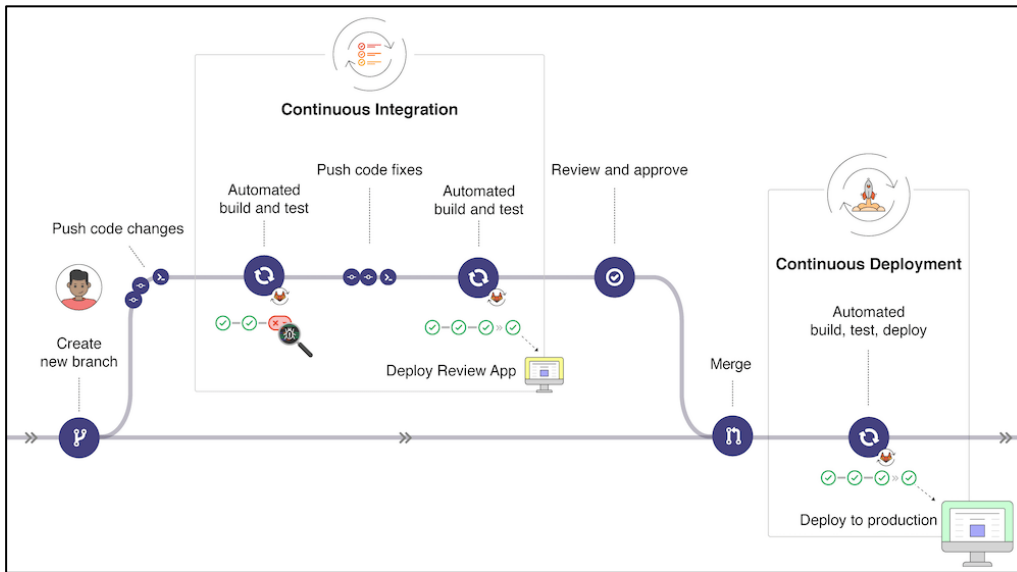 Continuous Integration
Push code fixes
Review and approve
Automated
build and test
Automated
build and test
Push code changes
Continuous Deployment
Automated
build, test, deploy
Create
new branch
Deploy Review App
Merge
Deploy to production